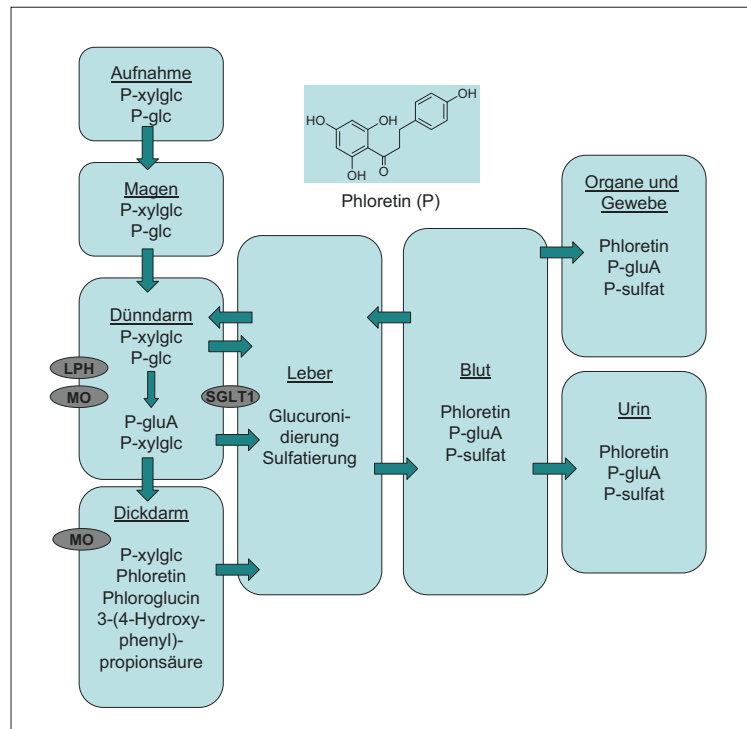 Aufnahme
P-xylglc
P-glc
Magen
P-xylglc
P-glc
Dünndarm
P-xylglc
P-glc
LPH
MO
P-gluA
P-xylglc
SGLT1
Dickdarm
MO
P-xylglc
Phloretin
Phloroglucin
3-(4-Hydroxy-
phenyl)-
propionsäure
OH
HO
OH
OH
O
Phloretin (P)
Leber
Glucuroni-
dierung
Sulfatierung
Blut
Phloretin
P-gluA
P-sulfat
Organe und
Gewebe
Phloretin
P-gluA
P-sulfat
Urin
Phloretin
P-gluA
P-sulfat